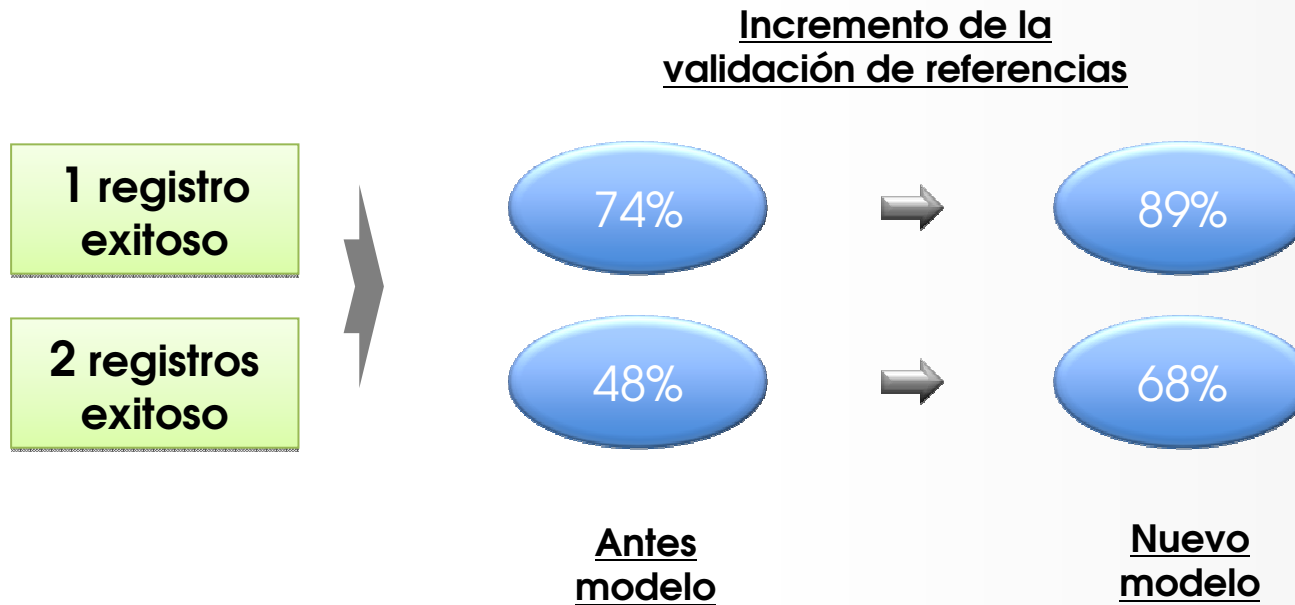 Incremento de la
validación de referencias
1 registro
exitoso
74%
89%
2 registros
exitoso
48%
68%
Antes
modelo
Nuevo
modelo